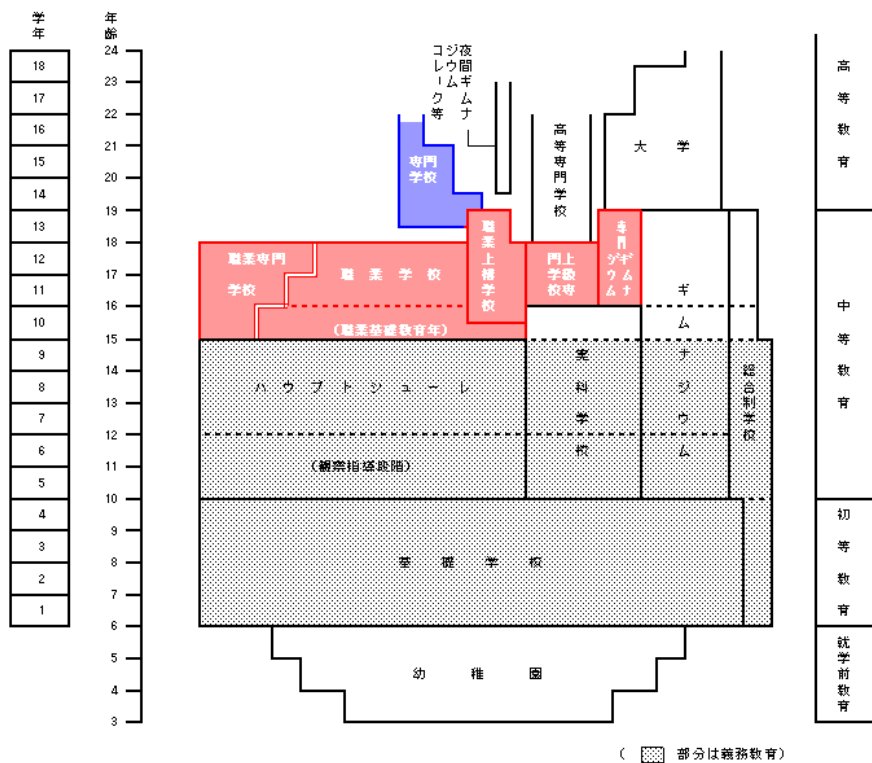 学年
年齢
24
23
22
21
20
19
18
17
16
15
14
13
12
11
10
9
8
7
6
5
4
3
18
17
16
15
14
13
12
11
10
9
8
7
6
5
4
3
2
1
夜間ギムナ
ジウム
コレーク等
専門
学校
高等専門学校
大学
職業専門
学校
職業学校
(職業基礎教育年)
職業上構学校
上級専
門学校
専門ギムナ
ジウム
ハウプトシューレ
(観察指導段階)
実科学校
ギムナジウム
総合制学校
基礎学校
幼稚園
高等教育
中等教育
初等教育
就学前教育
( 部分は義務教育)